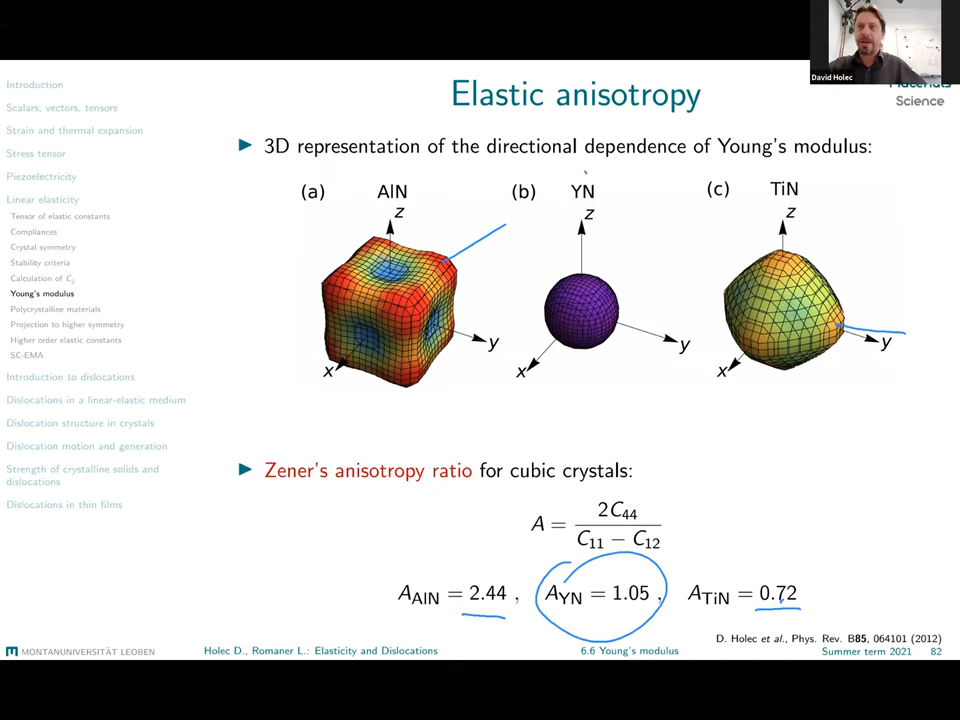 David Holec
Materials
Science
Introduction
Scalars, vectors, tensors
Strain and thermal expansion
Stress tensor
Piezoelectricity
Linear elasticity
Tensor of elastic constants
Compliances
Crystal symmetry
Stability criteria
Calculation of Cij
Young's modulus
Polycrystalline materials
Projection to higher symmetry
Higher order elastic constants
SC-EMA
Introduction to dislocations
Dislocations in a linear-elastic medium
Dislocation structure in crystals
Dislocation motion and generation
Strength of crystalline solids and
dislocations
Dislocations in thin films
Elastic anisotropy
► 3D representation of the directional dependence of Young's modulus:
(a) AlN (b) YN (c) TiN
z z z
y y y
x x x
► Zener's anisotropy ratio for cubic crystals:
A = 2C44 / (C11 − C12)
AAlN = 2.44 , AYN = 1.05 , ATiN = 0.72
D. Holec et al., Phys. Rev. B85, 064101 (2012)
MONTANUNIVERSITÄT LEOBEN Holec D., Romaner L.: Elasticity and Dislocations 6.6 Young's modulus Summer term 2021 82